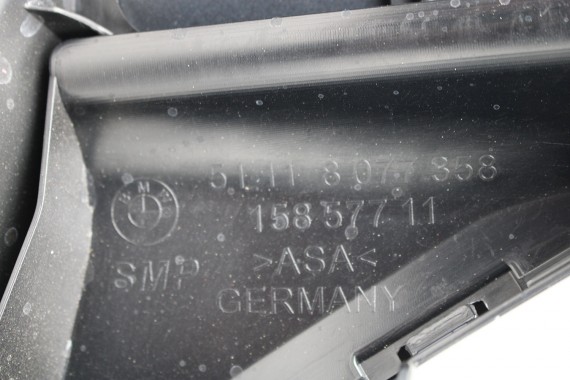 51.11 8 077 358
BMW
158 577 11
SMP >ASA<
GERMANY